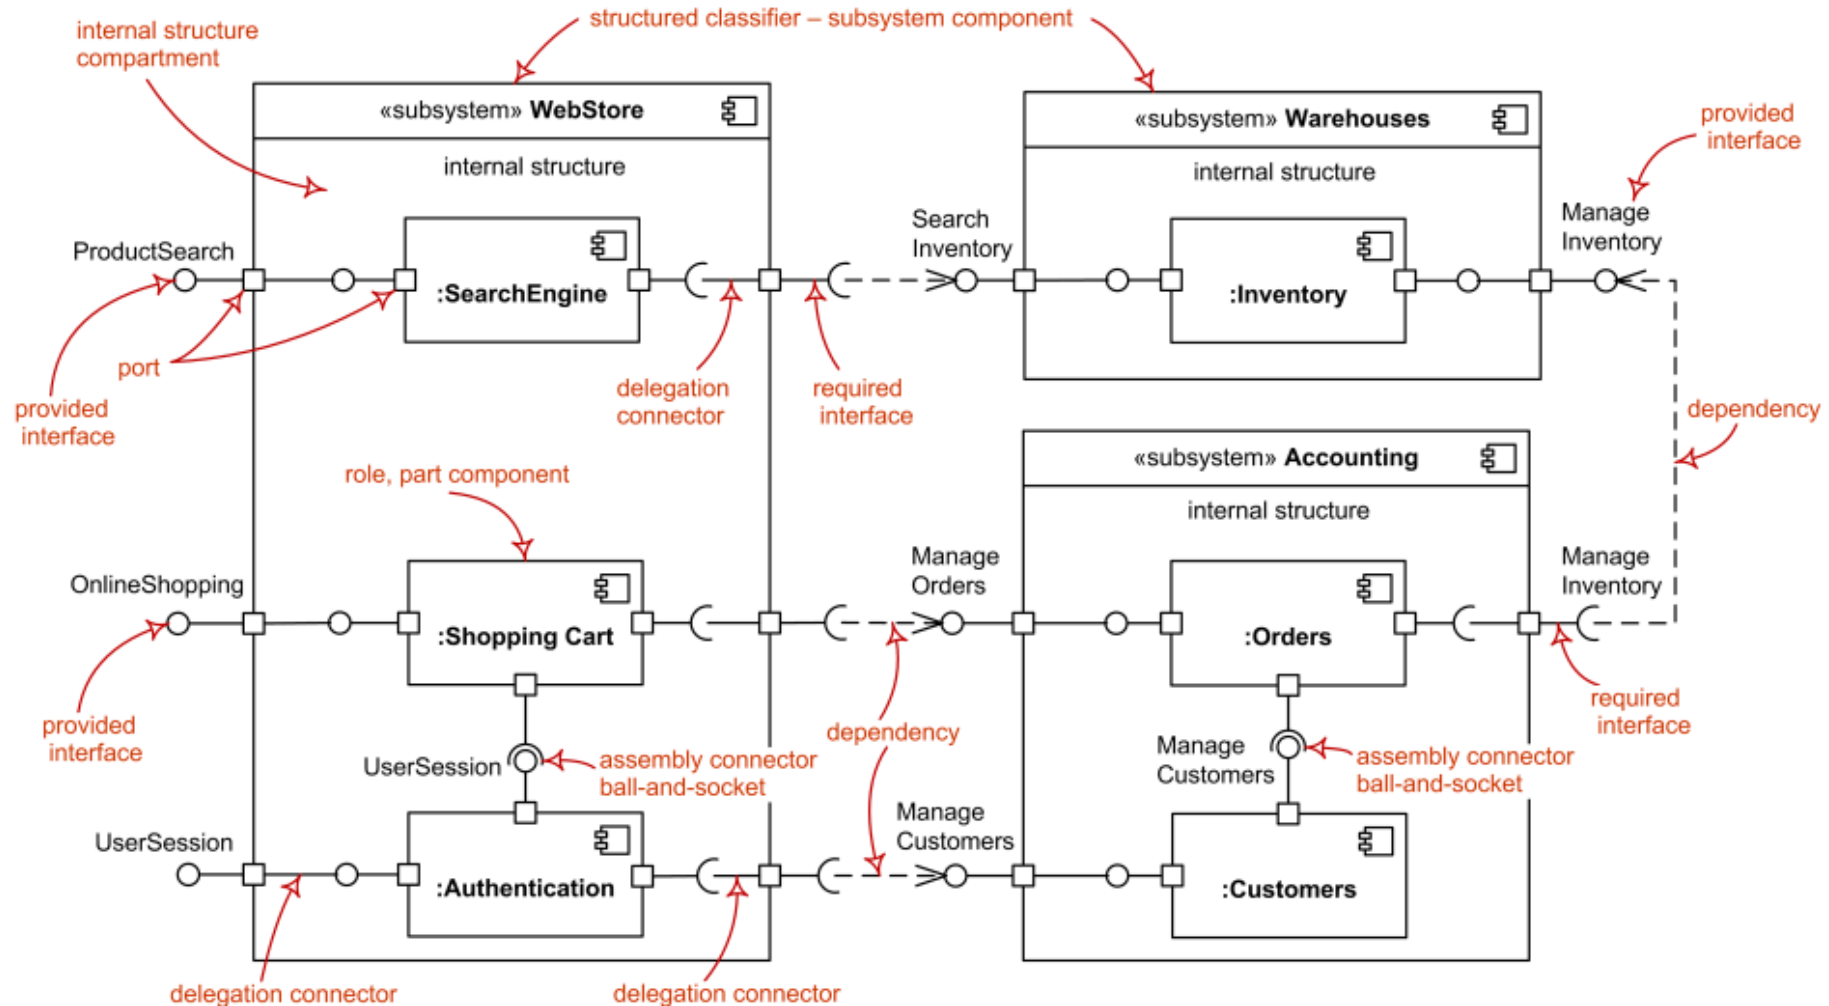 structured classifier – subsystem component
internal structure
compartment
«subsystem» WebStore
internal structure
«subsystem» Warehouses
internal structure
provided
interface
ProductSearch
:SearchEngine
Search
Inventory
:Inventory
Manage
Inventory
port
provided
interface
delegation
connector
required
interface
dependency
role, part component
«subsystem» Accounting
internal structure
OnlineShopping
:Shopping Cart
Manage
Orders
:Orders
Manage
Inventory
provided
interface
dependency
required
interface
UserSession
assembly connector
ball-and-socket
Manage
Customers
assembly connector
ball-and-socket
UserSession
:Authentication
Manage
Customers
:Customers
delegation connector
delegation connector